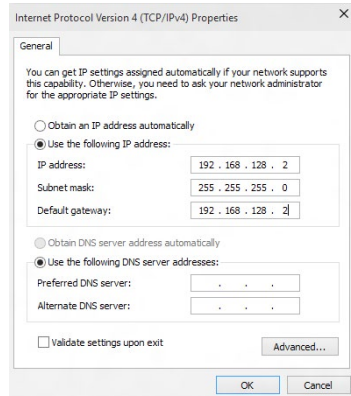 Internet Protocol Version 4 (TCP/IPv4) Properties
General
You can get IP settings assigned automatically if your network supports
this capability. Otherwise, you need to ask your network administrator
for the appropriate IP settings.
Obtain an IP address automatically
Use the following IP address:
IP address: 192 . 168 . 128 . 2
Subnet mask: 255 . 255 . 255 . 0
Default gateway: 192 . 168 . 128 . 2
Obtain DNS server address automatically
Use the following DNS server addresses:
Preferred DNS server: . . .
Alternate DNS server: . . .
Validate settings upon exit
Advanced...
OK Cancel